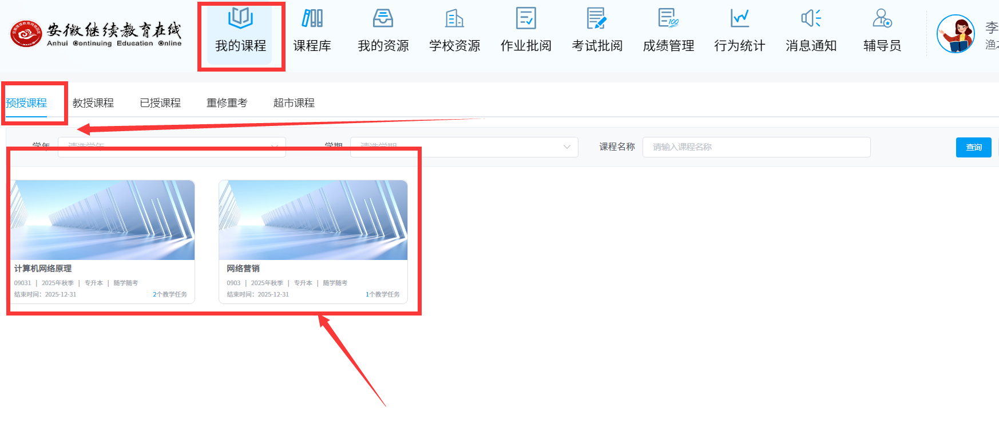 安徽继续教育在线
Anhui Continuing Education Online
我的课程
课程库
我的资源
学校资源
作业批阅
考试批阅
成绩管理
行为统计
消息通知
辅导员
李
预授课程
教授课程
已授课程
重修重考
超市课程
学年
请选学年
学期
请选学期
课程名称
请输入课程名称
查询
计算机网络原理
09031 | 2025年秋季 | 专升本 | 随学随考
结束时间：2025-12-31
2个教学任务
网络营销
0903 | 2025年秋季 | 专升本 | 随学随考
结束时间：2025-12-31
1个教学任务